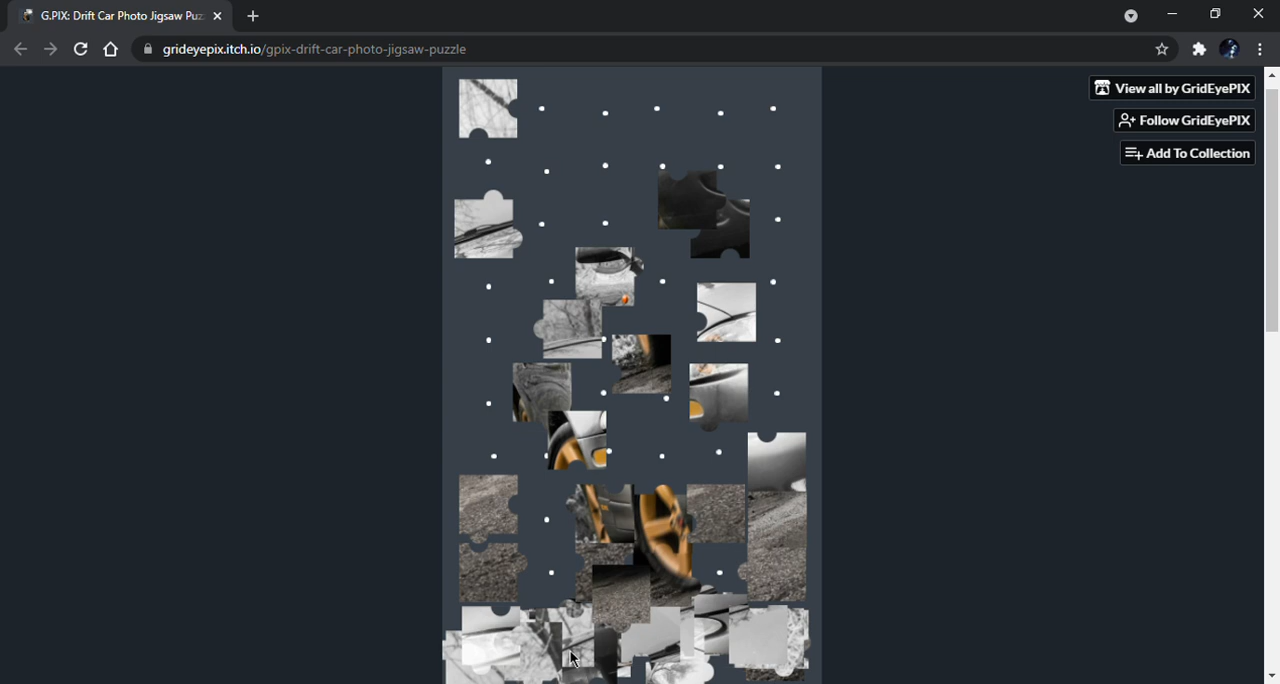 G.PIX: Drift Car Photo Jigsaw Puz
grideyepix.itch.io/gpix-drift-car-photo-jigsaw-puzzle
View all by GridEyePIX
Follow GridEyePIX
Add To Collection